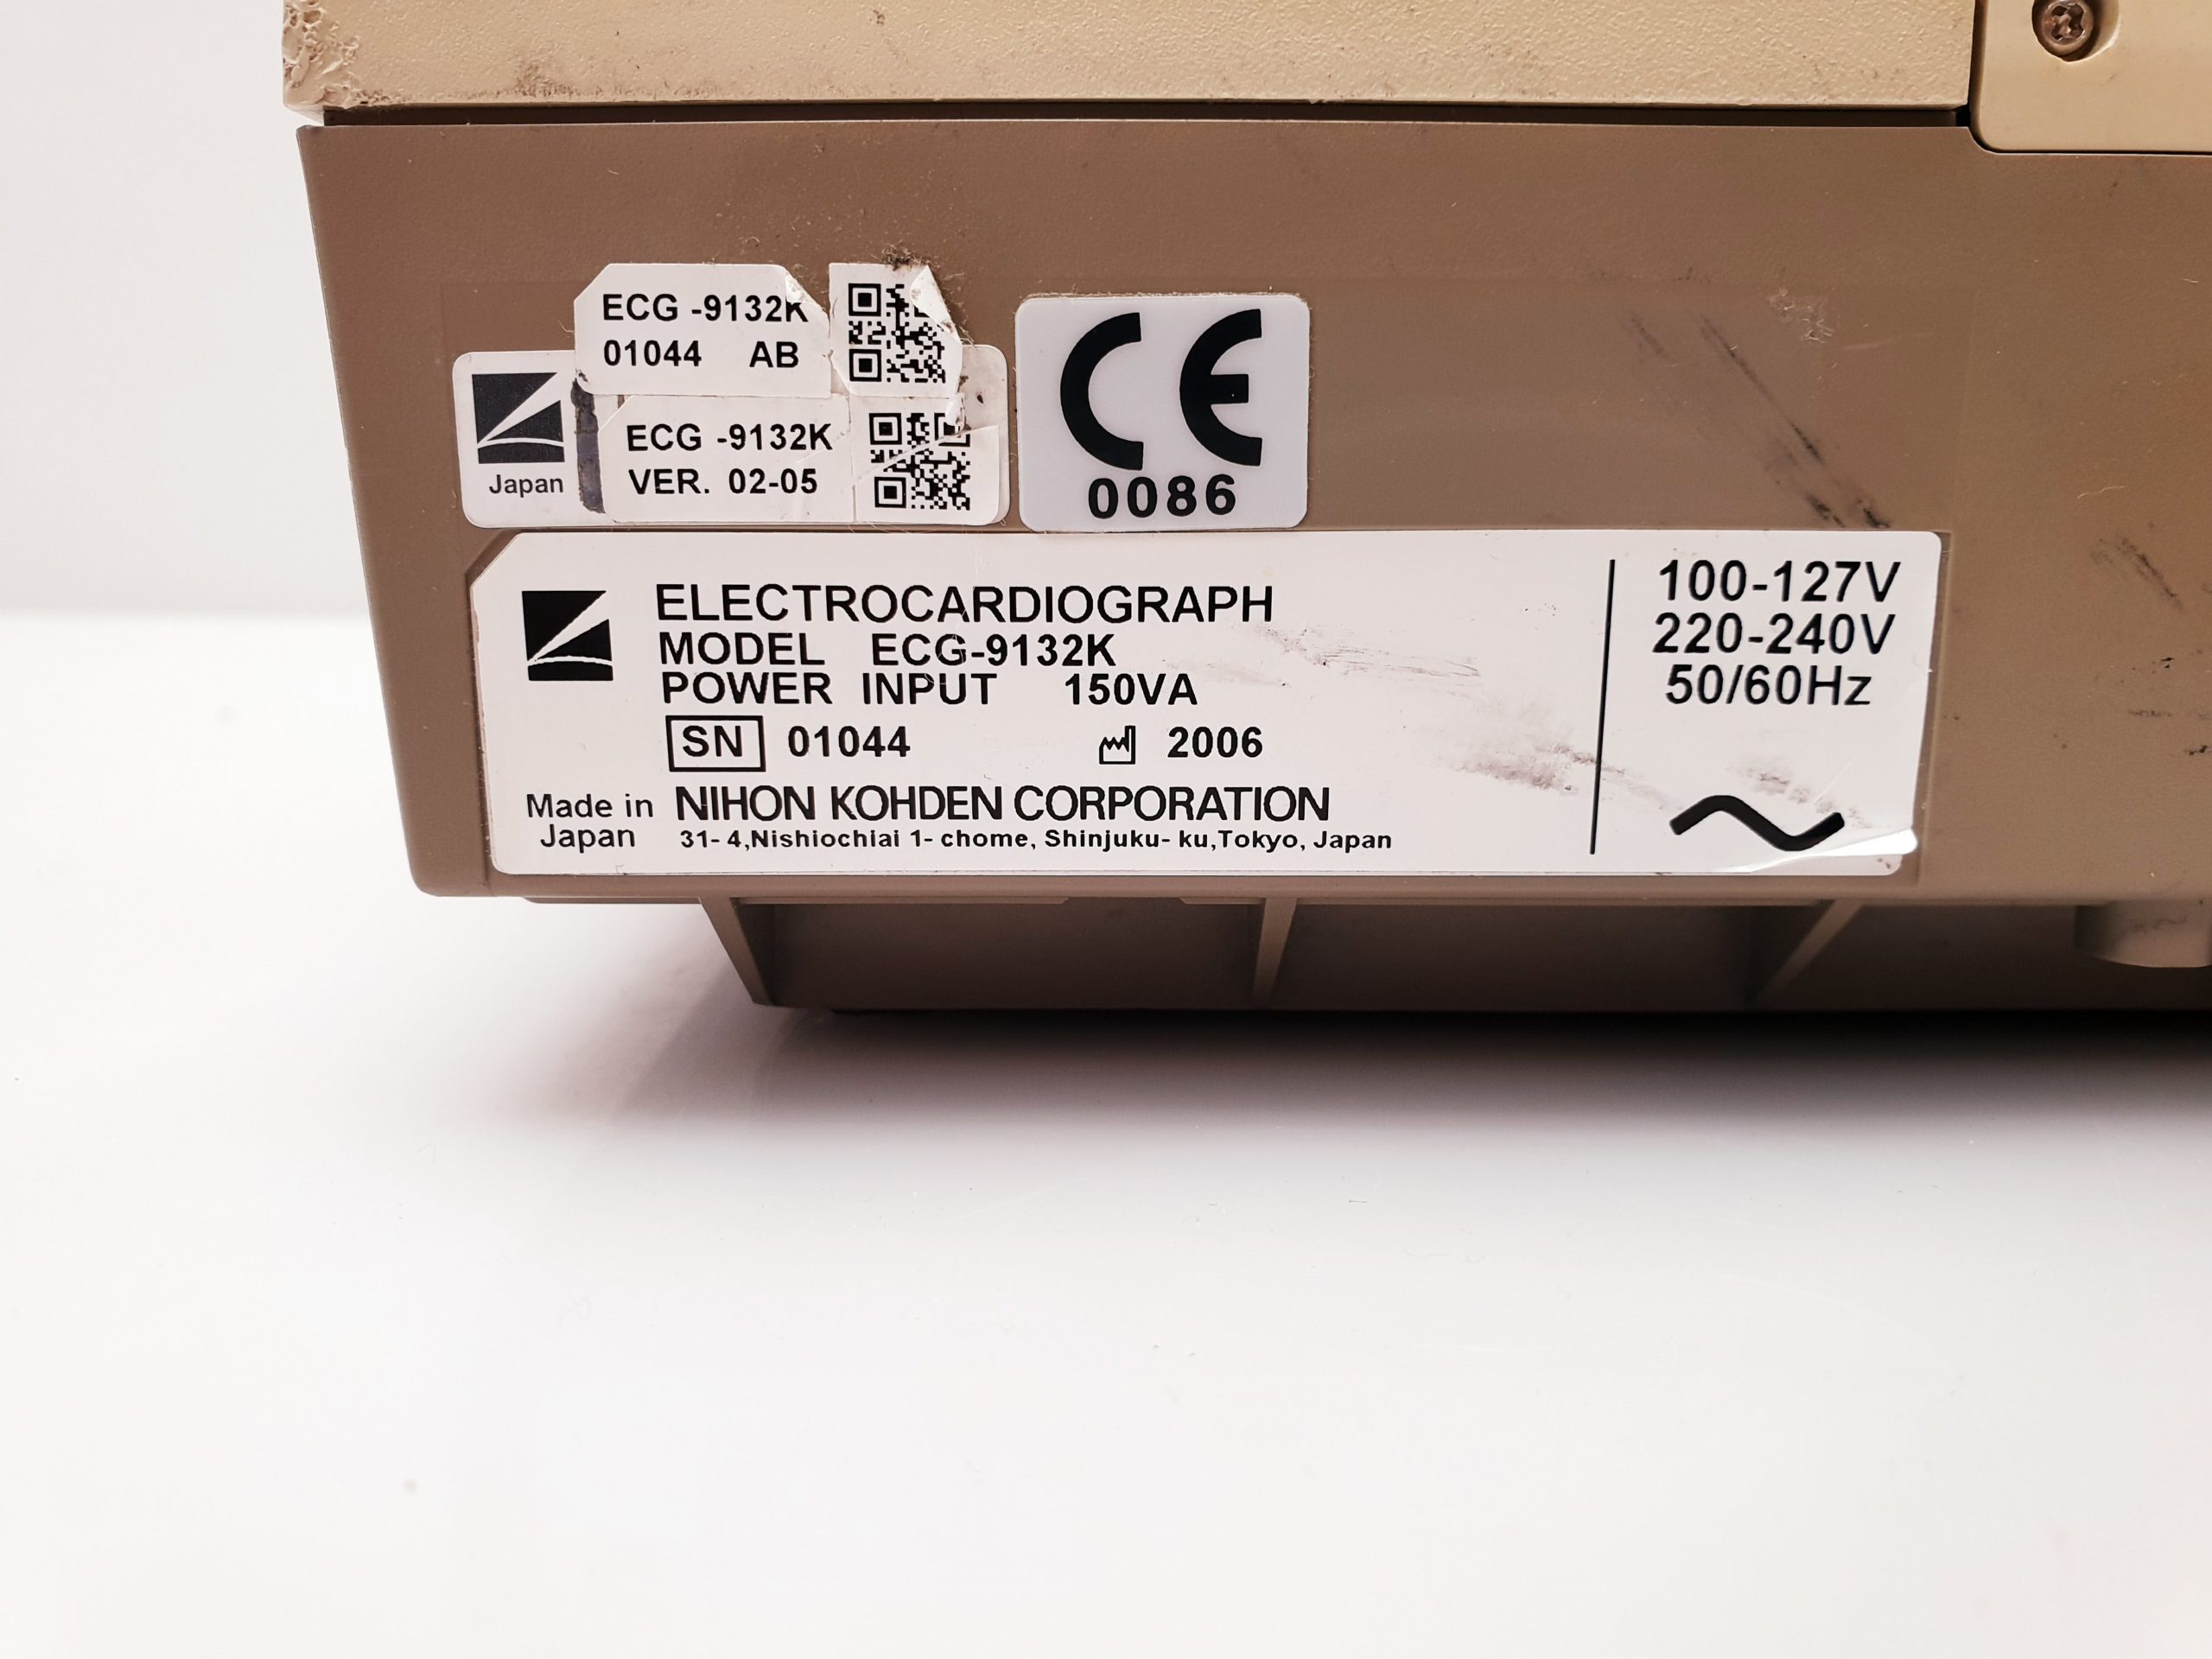 ECG -9132K
01044 AB
Japan
ECG -9132K
VER. 02-05
CE
0086
ELECTROCARDIOGRAPH
MODEL ECG-9132K
POWER INPUT 150VA
SN 01044 2006
Made in Japan
NIHON KOHDEN CORPORATION
31- 4,Nishiochiai 1- chome, Shinjuku- ku,Tokyo, Japan
100-127V
220-240V
50/60Hz